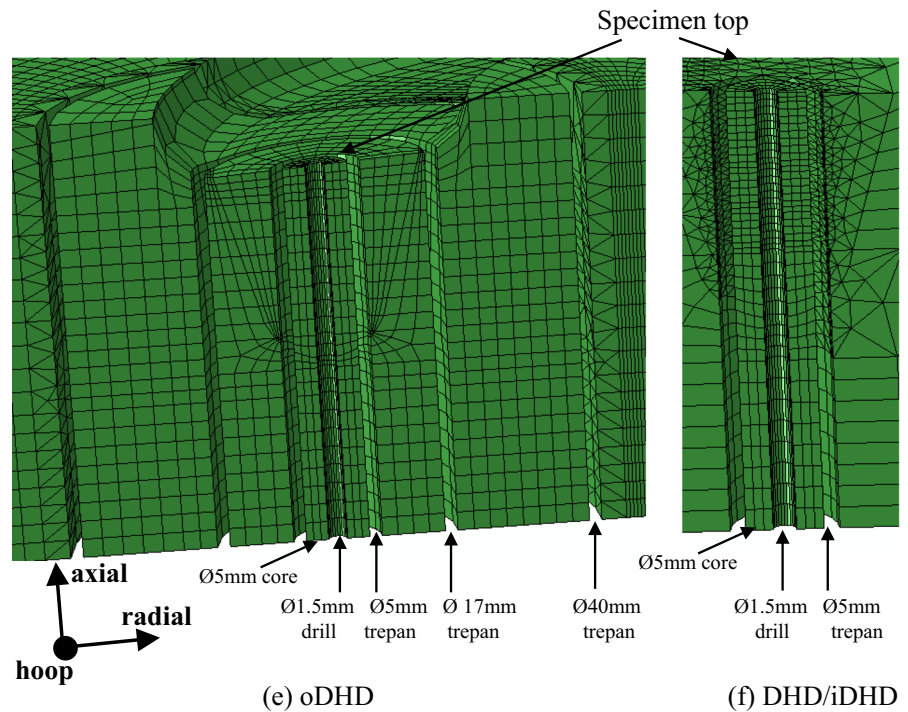 Specimen top
Ø5mm core
axial
radial
hoop
Ø1.5mm
drill
Ø5mm
trepan
Ø 17mm
trepan
Ø40mm
trepan
(e) oDHD
Ø5mm core
Ø1.5mm
drill
Ø5mm
trepan
(f) DHD/iDHD